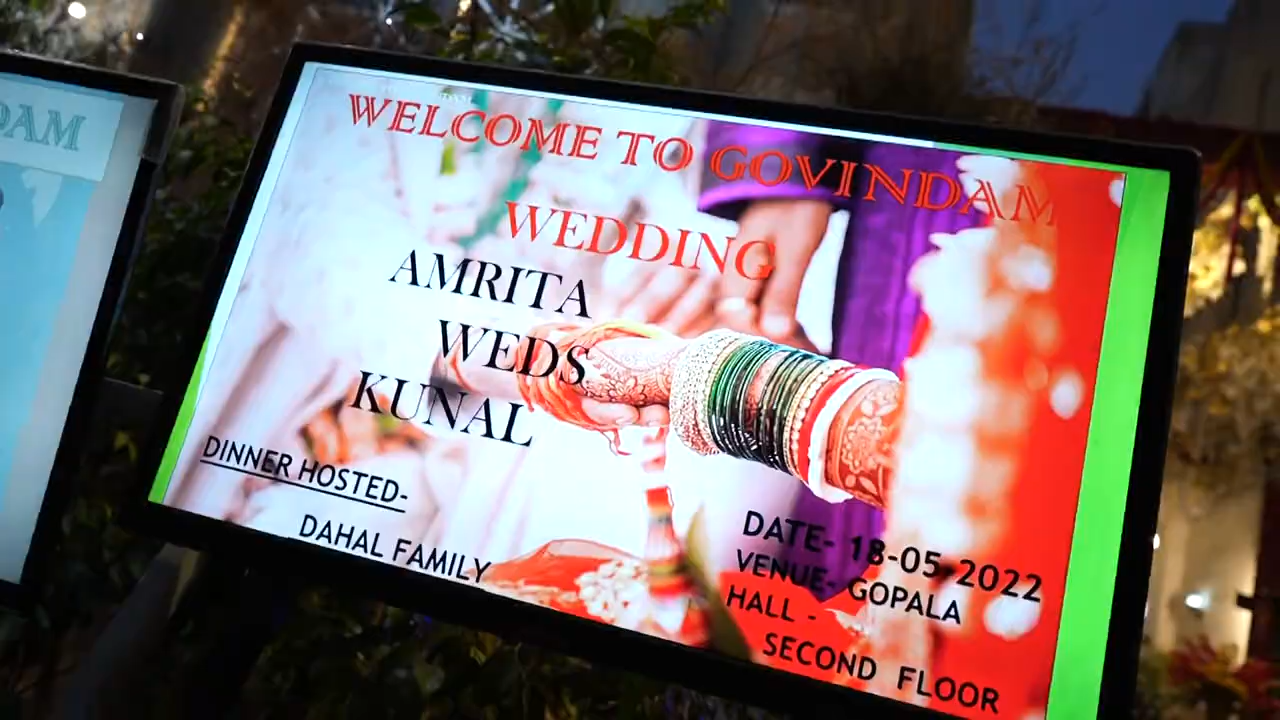 DAM
WELCOME TO GOVINDAM
WEDDING
AMRITA
WEDS
KUNAL
DINNER HOSTED-
DAHAL FAMILY
DATE- 18-05-2022
VENUE- GOPALA
HALL -
SECOND FLOOR